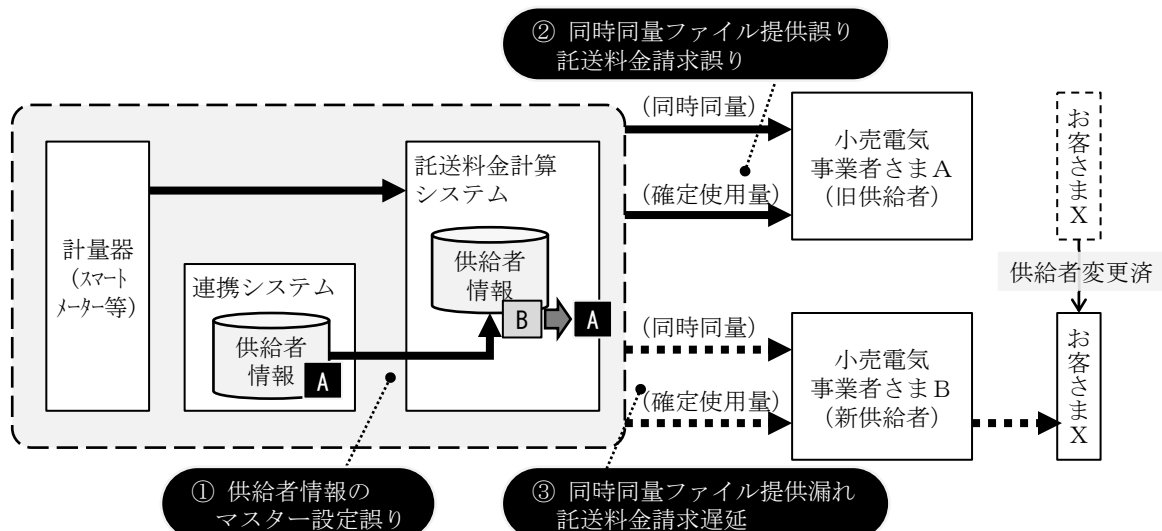 ② 同時同量ファイル提供誤り
託送料金請求誤り
(同時同量)
(確定使用量)
小売電気
事業者さまA
(旧供給者)
お客さまX
供給者変更済
お客さまX
計量器
(スマート
メーター等)
託送料金計算
システム
供給者
情報
B
A
連携システム
供給者
情報
A
(同時同量)
(確定使用量)
小売電気
事業者さまB
(新供給者)
① 供給者情報の
マスター設定誤り
③ 同時同量ファイル提供漏れ
託送料金請求遅延